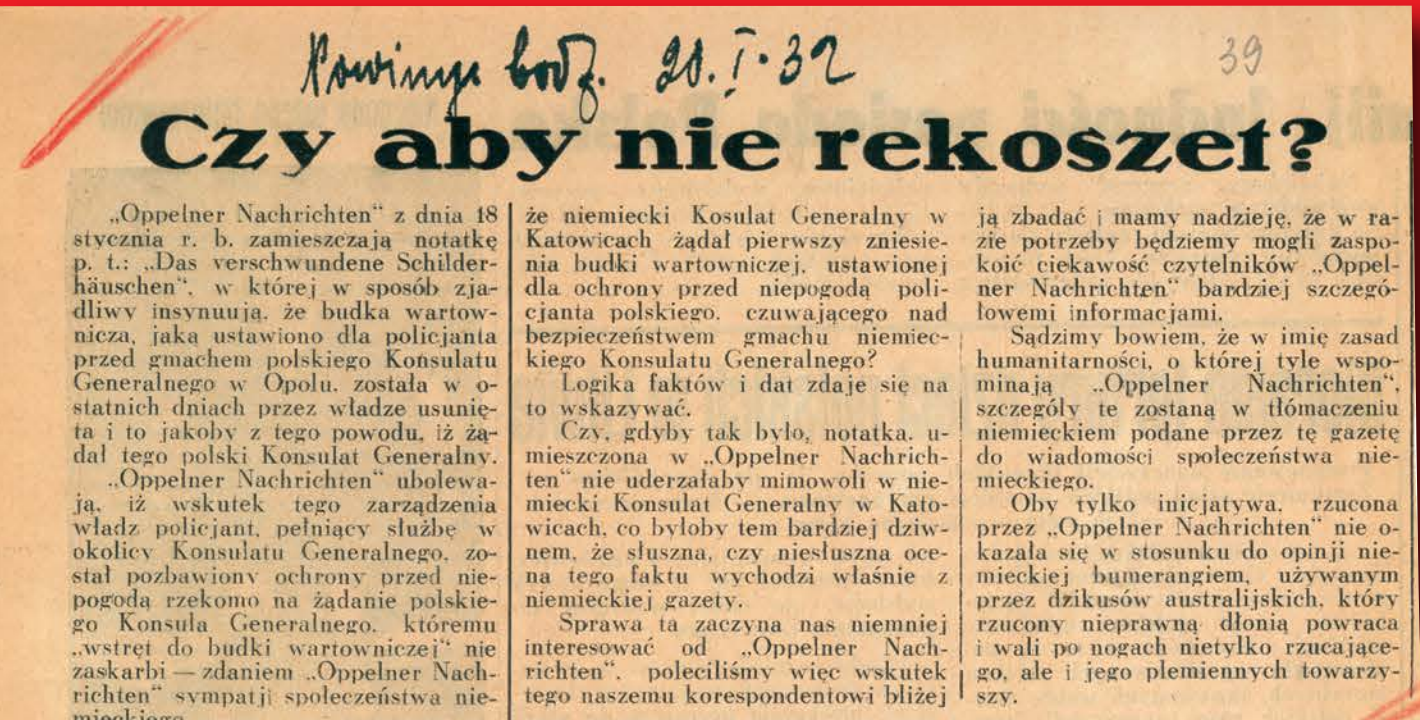 Nowiny codz. 20.I.32
39
Czy aby nie rekoszet?
„Oppelner Nachrichten“ z dnia 18
stycznia r. b. zamieszczają notatkę
p. t.: „Das verschwundene Schilder-
häuschen“, w której w sposób zja-
dliwy insynuują, że budka wartow-
nicza, jaką ustawiono dla policjanta
przed gmachem polskiego Konsulatu
Generalnego w Opolu, została w o-
statnich dniach przez władze usunię-
ta i to jakoby z tego powodu, iż żą-
dał tego polski Konsulat Generalny.
„Oppelner Nachrichten“ ubolewa-
ją, iż wskutek tego zarządzenia
władz policjant, pełniący służbę w
okolicy Konsulatu Generalnego, zo-
stał pozbawiony ochrony przed nie-
pogodą rzekomo na żądanie polskie-
go Konsula Generalnego, któremu
„wstręt do budki wartowniczej“ nie
zaskarbi — zdaniem „Oppelner Nach-
richten“ sympatji społeczeństwa nie-
mieckiego.
że niemiecki Kosulat Generalny w
Katowicach żądał pierwszy zniesie-
nia budki wartowniczej, ustawionej
dla ochrony przed niepogodą poli-
cjanta polskiego, czuwającego nad
bezpieczeństwem gmachu niemiec-
kiego Konsulatu Generalnego?
Logika faktów i dat zdaje się na
to wskazywać.
Czy, gdyby tak było, notatka, u-
mieszczona w „Oppelner Nachrich-
ten“ nie uderzałaby mimowoli w nie-
miecki Konsulat Generalny w Kato-
wicach, co byłoby tem bardziej dziw-
nem, że słuszna, czy niesłuszna oce-
na tego faktu wychodzi właśnie z
niemieckiej gazety.
Sprawa ta zaczyna nas niemniej
interesować od „Oppelner Nach-
richten“, poleciliśmy więc wskutek
tego naszemu korespondentowi bliżej
ją zbadać i mamy nadzieję, że w ra-
zie potrzeby będziemy mogli zaspo-
koić ciekawość czytelników „Oppel-
ner Nachrichten“ bardziej szczegó-
łowemi informacjami.
Sądzimy bowiem, że w imię zasad
humanitarności, o której tyle wspo-
minają „Oppelner Nachrichten“,
szczegóły te zostaną w tłómaczeniu
niemieckiem podane przez tę gazetę
do wiadomości społeczeństwa nie-
mieckiego.
Oby tylko inicjatywa, rzucona
przez „Oppelner Nachrichten“ nie o-
kazała się w stosunku do opinji nie-
mieckiej bumerangiem, używanym
przez dzikusów australijskich, który
rzucony nieprawną dłonią powraca
i wali po nogach nietylko rzucające-
go, ale i jego plemiennych towarzy-
szy.